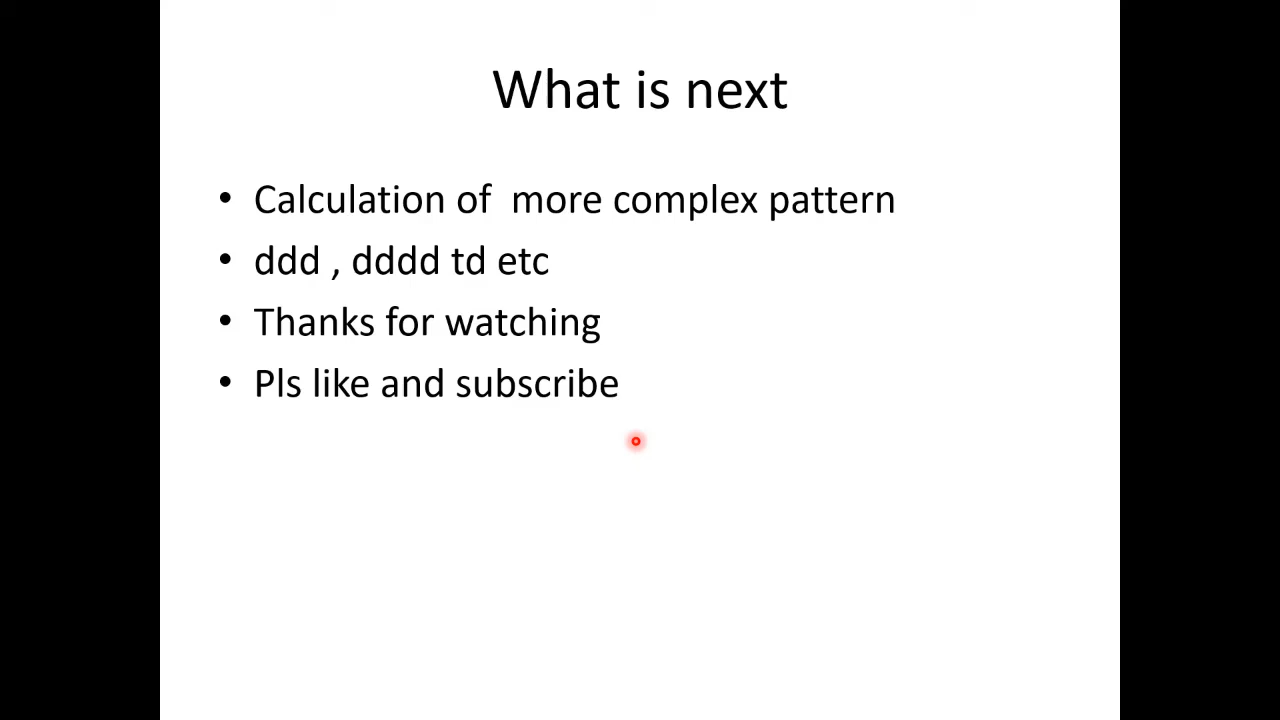 What is next
• Calculation of  more complex pattern
• ddd , dddd td etc
• Thanks for watching
• Pls like and subscribe